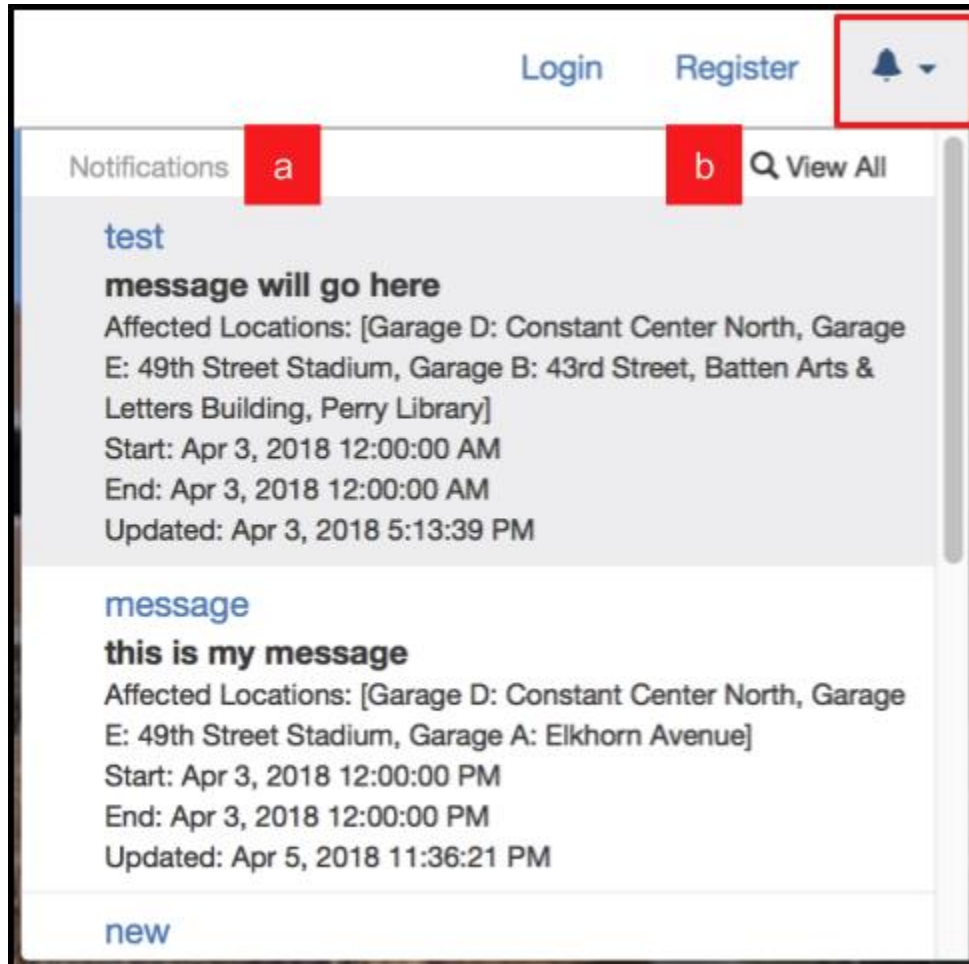 Login Register
Notifications a b View All
test
message will go here
Affected Locations: [Garage D: Constant Center North, Garage
E: 49th Street Stadium, Garage B: 43rd Street, Batten Arts &
Letters Building, Perry Library]
Start: Apr 3, 2018 12:00:00 AM
End: Apr 3, 2018 12:00:00 AM
Updated: Apr 3, 2018 5:13:39 PM
message
this is my message
Affected Locations: [Garage D: Constant Center North, Garage
E: 49th Street Stadium, Garage A: Elkhorn Avenue]
Start: Apr 3, 2018 12:00:00 PM
End: Apr 3, 2018 12:00:00 PM
Updated: Apr 5, 2018 11:36:21 PM
new